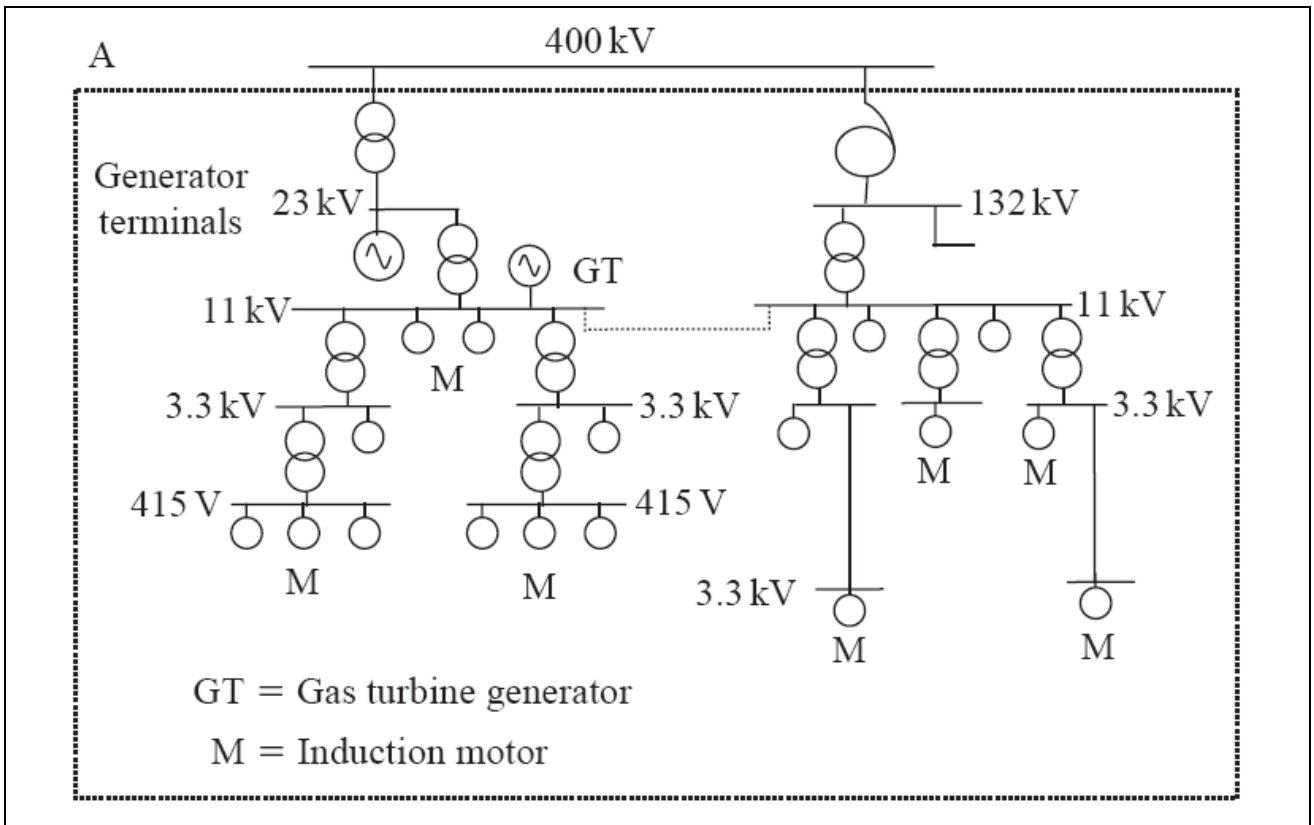 400 kV
A
Generator
terminals
23 kV
132 kV
GT
11 kV
11 kV
M
3.3 kV
3.3 kV
3.3 kV
M
M
415 V
415 V
M
M
3.3 kV
M
M
GT = Gas turbine generator
M = Induction motor